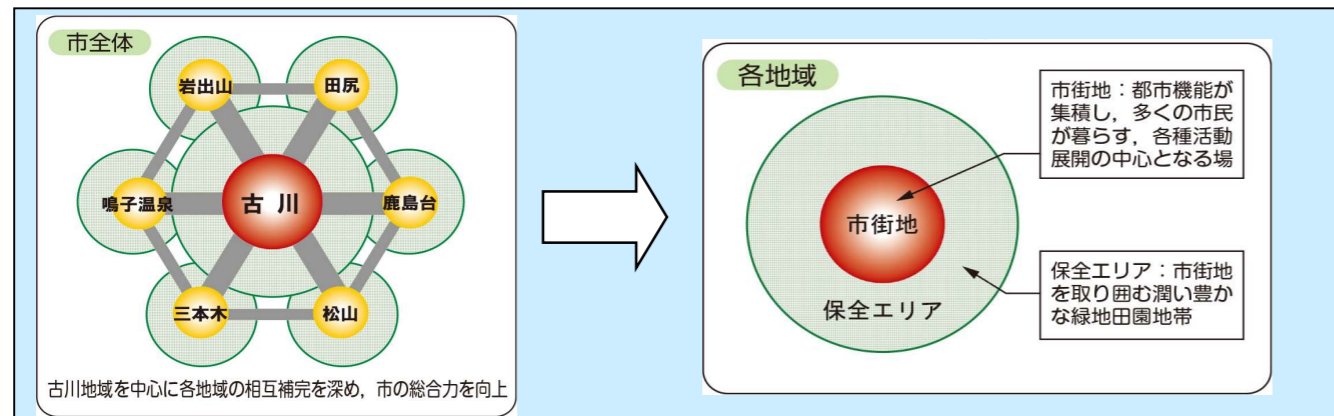 市全体
岩出山
田尻
鳴子温泉
古川
鹿島台
三本木
松山
古川地域を中心に各地域の相互補完を深め，市の総合力を向上
各地域
市街地：都市機能が
集積し，多くの市民
が暮らす，各種活動
展開の中心となる場
市街地
保全エリア：市街地
を取り囲む潤い豊か
な緑地田園地帯
保全エリア